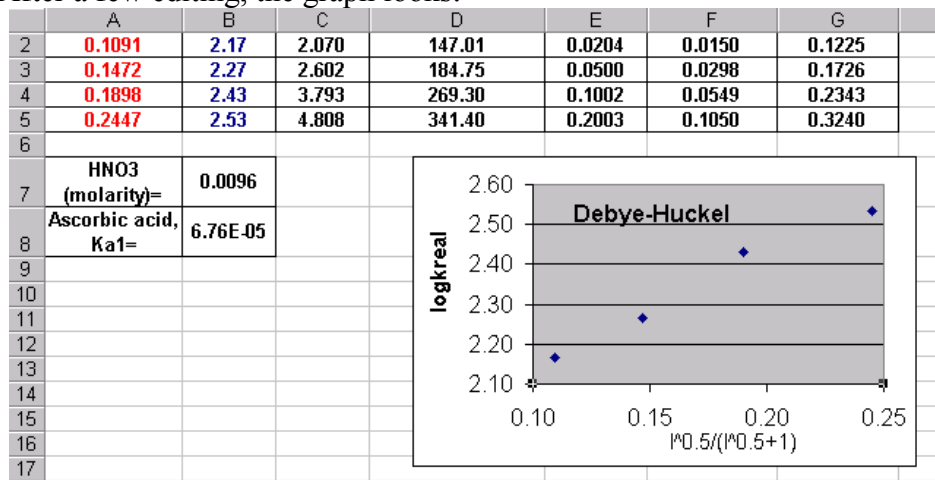 After a few editing, the graph looks:
A B C D E F G
2 0.1091 2.17 2.070 147.01 0.0204 0.0150 0.1225
3 0.1472 2.27 2.602 184.75 0.0500 0.0298 0.1726
4 0.1898 2.43 3.793 269.30 0.1002 0.0549 0.2343
5 0.2447 2.53 4.808 341.40 0.2003 0.1050 0.3240
6
HNO3
7 (molarity)= 0.0096
Ascorbic acid,
8 Ka1= 6.76E-05
9
10
11
12
13
14
15
16
17
Debye-Huckel
logkreal
2.60
2.50
2.40
2.30
2.20
2.10
0.10 0.15 0.20 0.25
I^0.5/(I^0.5+1)